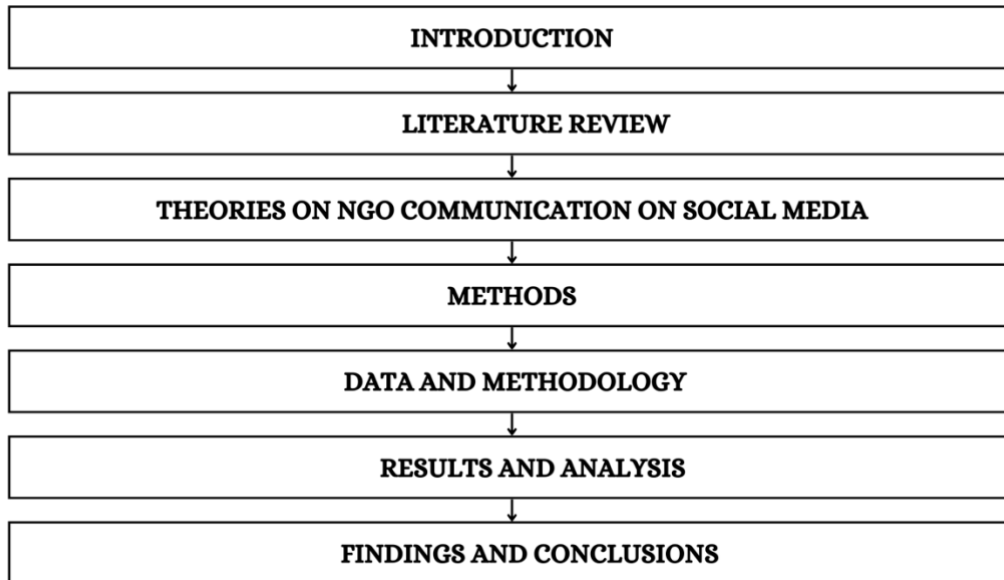 INTRODUCTION
LITERATURE REVIEW
THEORIES ON NGO COMMUNICATION ON SOCIAL MEDIA
METHODS
DATA AND METHODOLOGY
RESULTS AND ANALYSIS
FINDINGS AND CONCLUSIONS